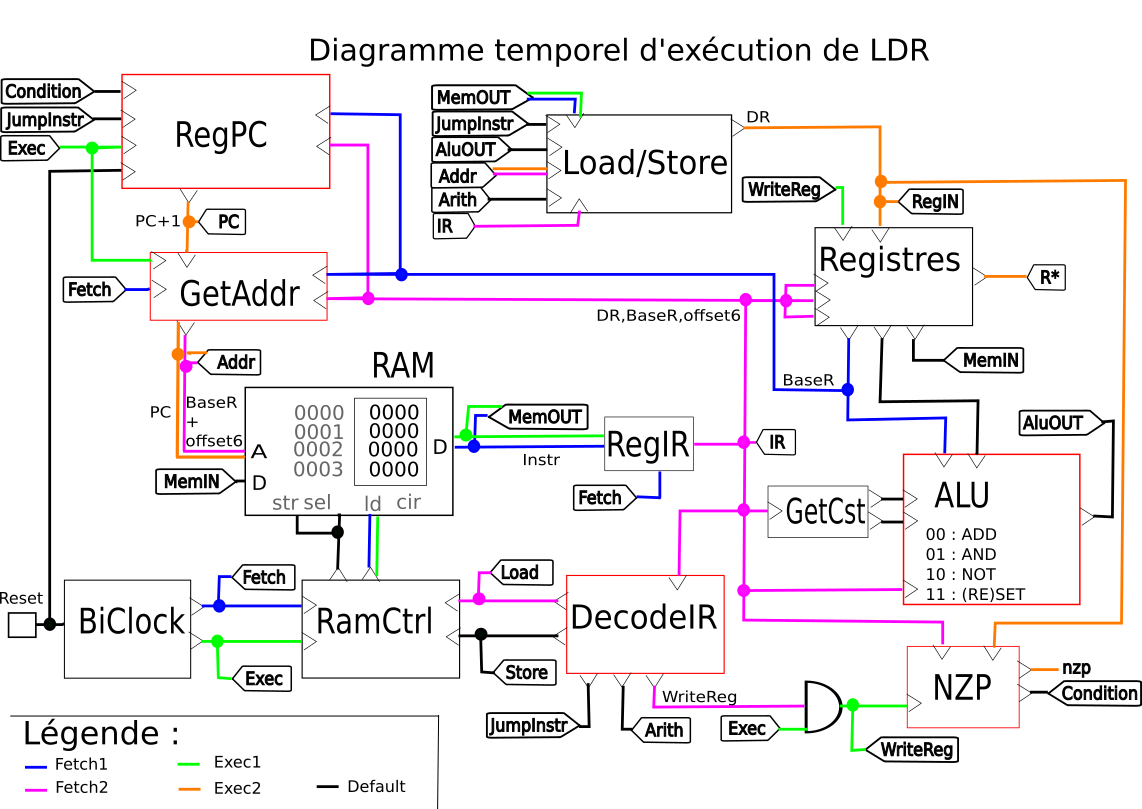 Diagramme temporel d'exécution de LDR
Condition
JumpInstr
Exec
RegPC
MemOUT
JumpInstr
AluOUT
Addr
Arith
IR
Load/Store
DR
WriteReg
RegIN
PC+1
PC
Fetch
GetAddr
Registres
R*
DR,BaseR,offset6
MemIN
Addr
RAM
BaseR
PC
BaseR
+
offset6
0000 0000
0001 0000
0002 0000
0003 0000
A
D
D
str sel ld cir
MemIN
MemOUT
Instr
RegIR
Fetch
IR
AluOUT
ALU
00 : ADD
01 : AND
10 : NOT
11 : (RE)SET
GetCst
Reset
BiClock
Fetch
Exec
RamCtrl
Load
Store
DecodeIR
JumpInstr
Arith
WriteReg
Exec
WriteReg
NZP
nzp
Condition
Légende :
Fetch1
Exec1
Fetch2
Exec2
Default